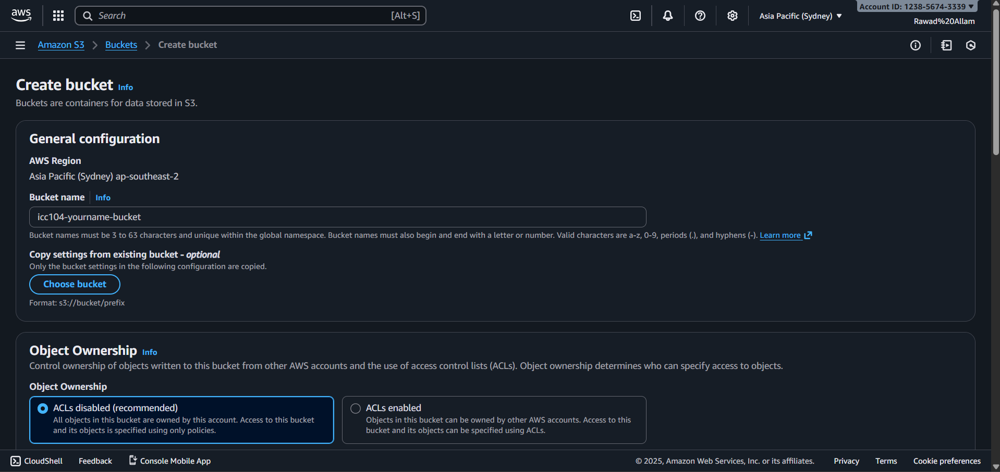 aws
Search [Alt+S]
Asia Pacific (Sydney)
Account ID: 1238-5674-3339
Rawad%20Allam
Amazon S3
Buckets
Create bucket
Create bucket Info
Buckets are containers for data stored in S3.
General configuration
AWS Region
Asia Pacific (Sydney) ap-southeast-2
Bucket name Info
icc104-yourname-bucket
Bucket names must be 3 to 63 characters and unique within the global namespace. Bucket names must also begin and end with a letter or number. Valid characters are a-z, 0-9, periods (.), and hyphens (-). Learn more
Copy settings from existing bucket - optional
Only the bucket settings in the following configuration are copied.
Choose bucket
Format: s3://bucket/prefix
Object Ownership Info
Control ownership of objects written to this bucket from other AWS accounts and the use of access control lists (ACLs). Object ownership determines who can specify access to objects.
Object Ownership
ACLs disabled (recommended)
All objects in this bucket are owned by this account. Access to this bucket
and its objects is specified using only policies.
ACLs enabled
Objects in this bucket can be owned by other AWS accounts. Access to this
bucket and its objects can be specified using ACLs.
CloudShell
Feedback
Console Mobile App
© 2025, Amazon Web Services, Inc. or its affiliates.
Privacy
Terms
Cookie preferences